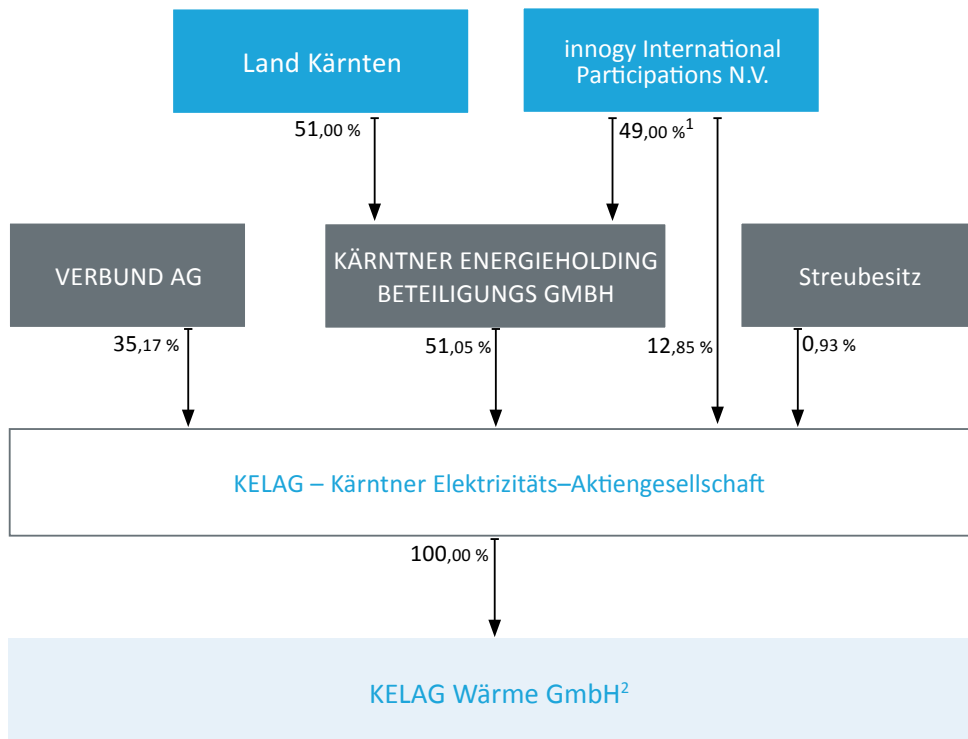 Land Kärnten
innogy International
Participations N.V.
51,00 %
49,00 %¹
VERBUND AG
KÄRNTNER ENERGIEHOLDING
BETEILIGUNGS GMBH
Streubesitz
35,17 %
51,05 %
12,85 %
0,93 %
KELAG – Kärntner Elektrizitäts–Aktiengesellschaft
100,00 %
KELAG Wärme GmbH²